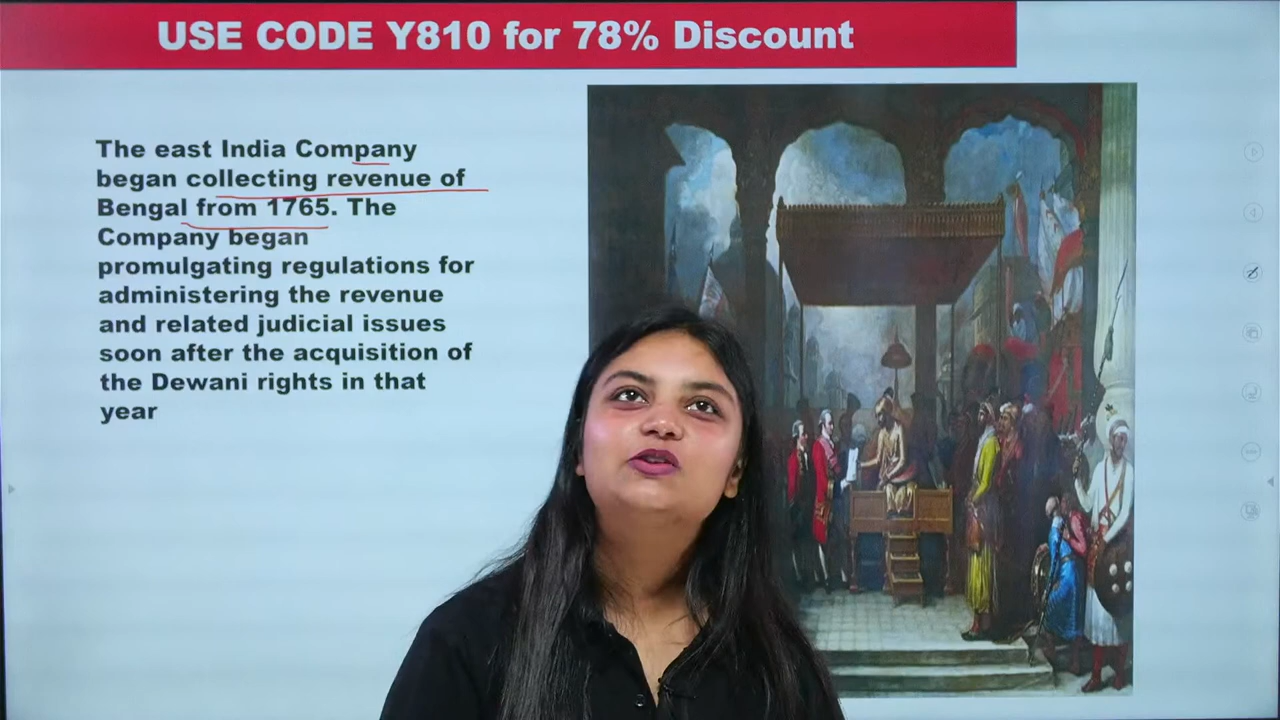 USE CODE Y810 for 78% Discount
The east India Company
began collecting revenue of
Bengal from 1765. The
Company began
promulgating regulations for
administering the revenue
and related judicial issues
soon after the acquisition of
the Dewani rights in that
year